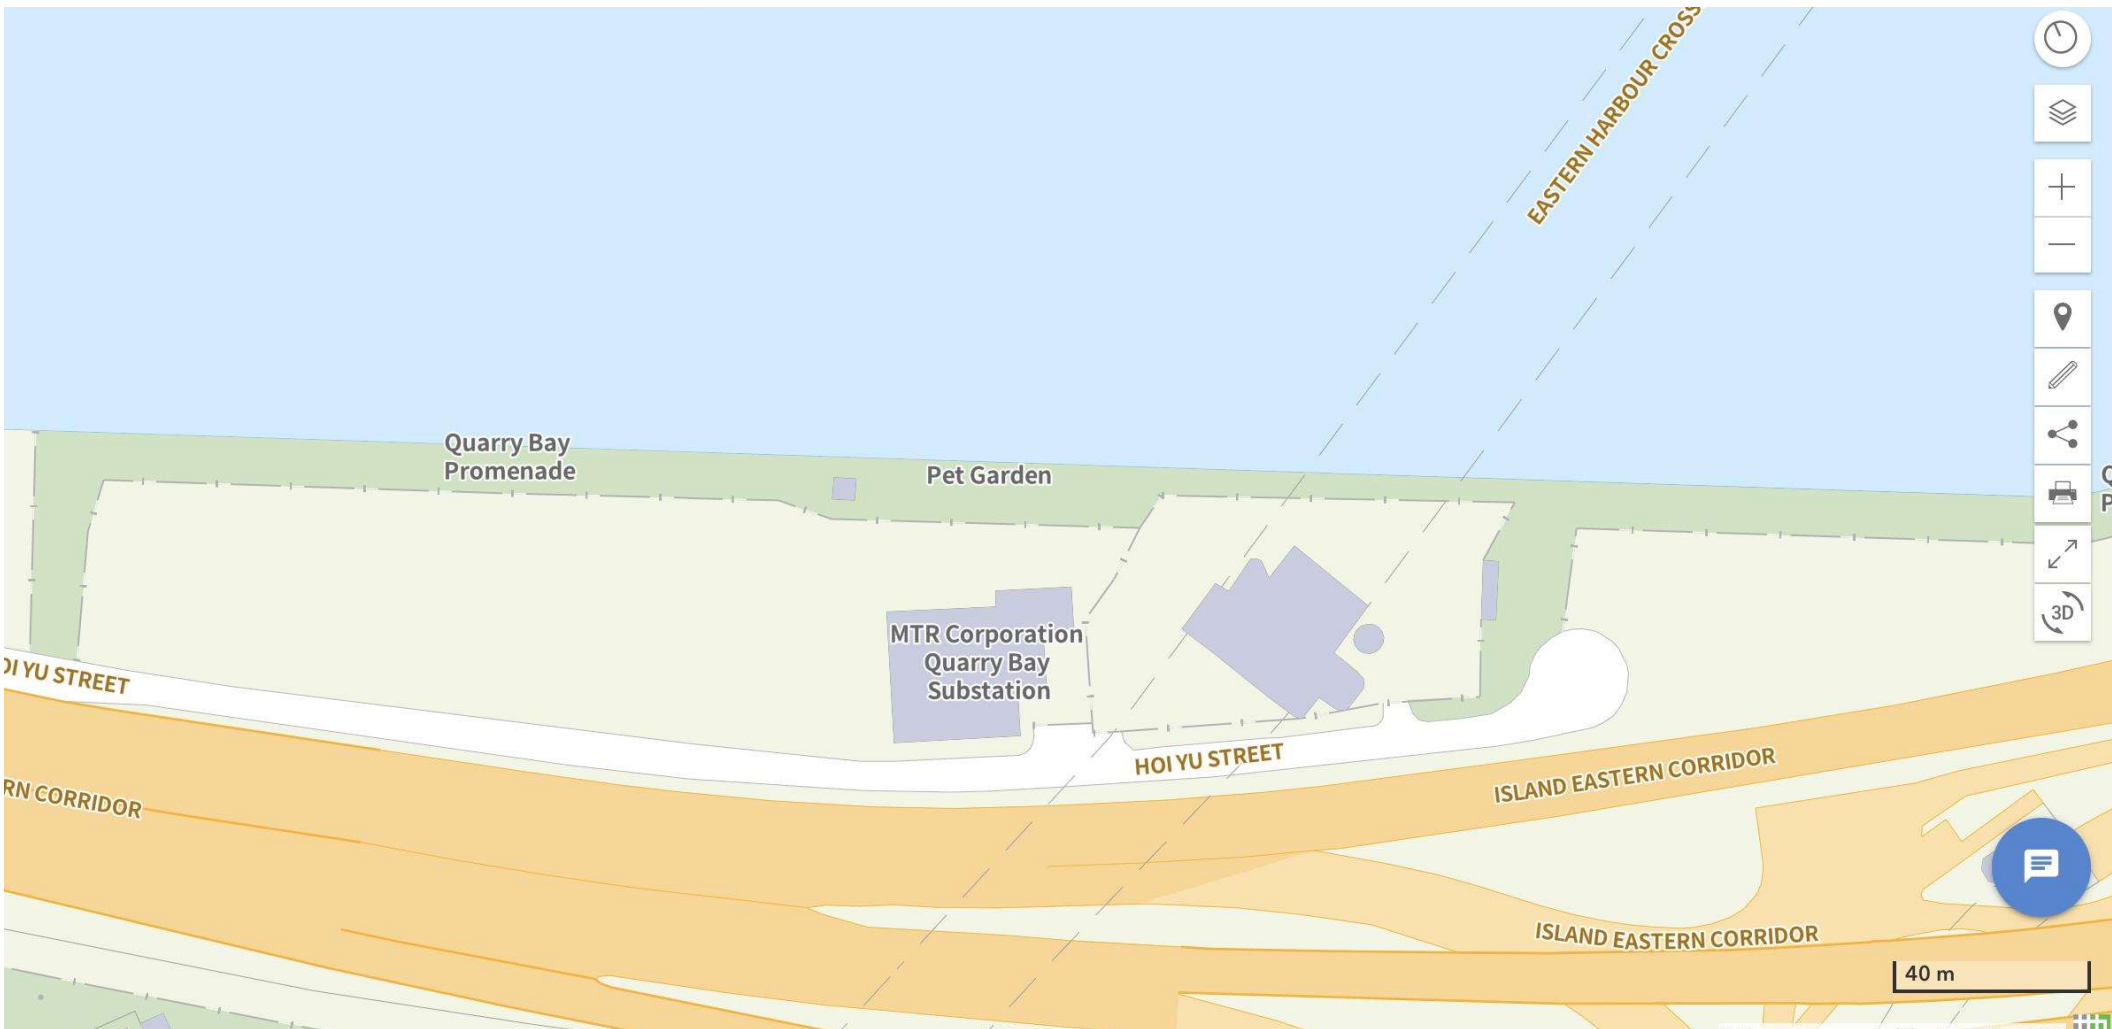 EASTERN HARBOUR CROSS
Quarry Bay
Promenade
Pet Garden
Q
P
3D
MTR Corporation
Quarry Bay
Substation
OI YU STREET
HOI YU STREET
ISLAND EASTERN CORRIDOR
RN CORRIDOR
ISLAND EASTERN CORRIDOR
40 m